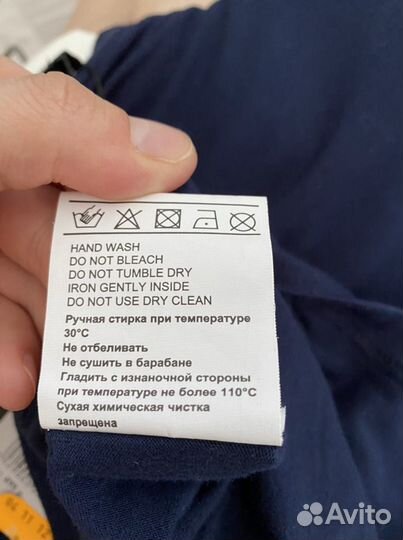 HAND WASH
DO NOT BLEACH
DO NOT TUMBLE DRY
IRON GENTLY INSIDE
DO NOT USE DRY CLEAN
Ручная стирка при температуре
30°C
Не отбеливать
Не сушить в барабане
Гладить с изнаночной стороны
при температуре не более 110°C
Сухая химическая чистка
запрещена
Avito